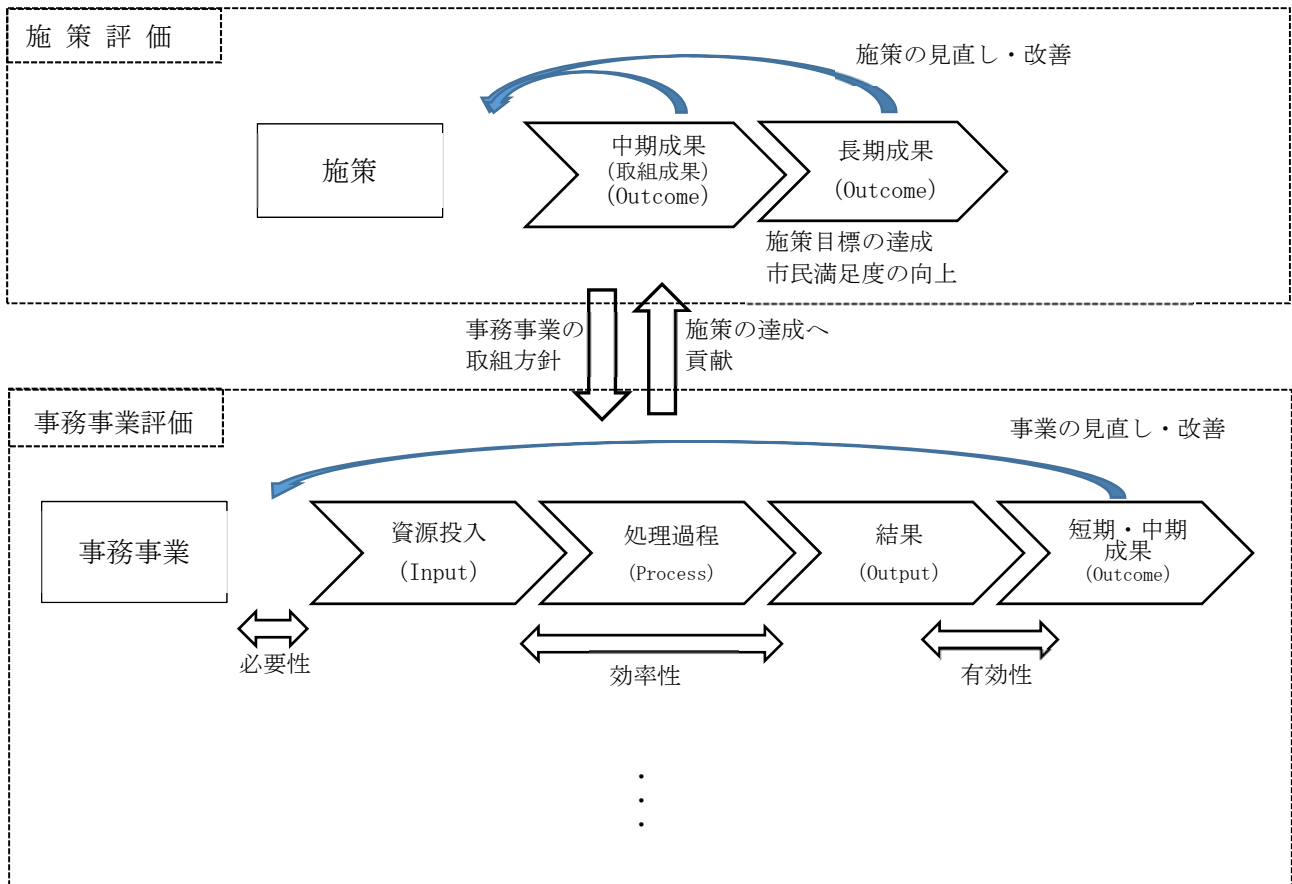 施 策 評 価
施策の見直し・改善
施策
中期成果
(取組成果)
(Outcome)
長期成果
(Outcome)
施策目標の達成
市民満足度の向上
事務事業の
取組方針
施策の達成へ
貢献
事務事業評価
事業の見直し・改善
事務事業
資源投入
(Input)
処理過程
(Process)
結果
(Output)
短期・中期
成果
(Outcome)
必要性
効率性
有効性
・
・
・